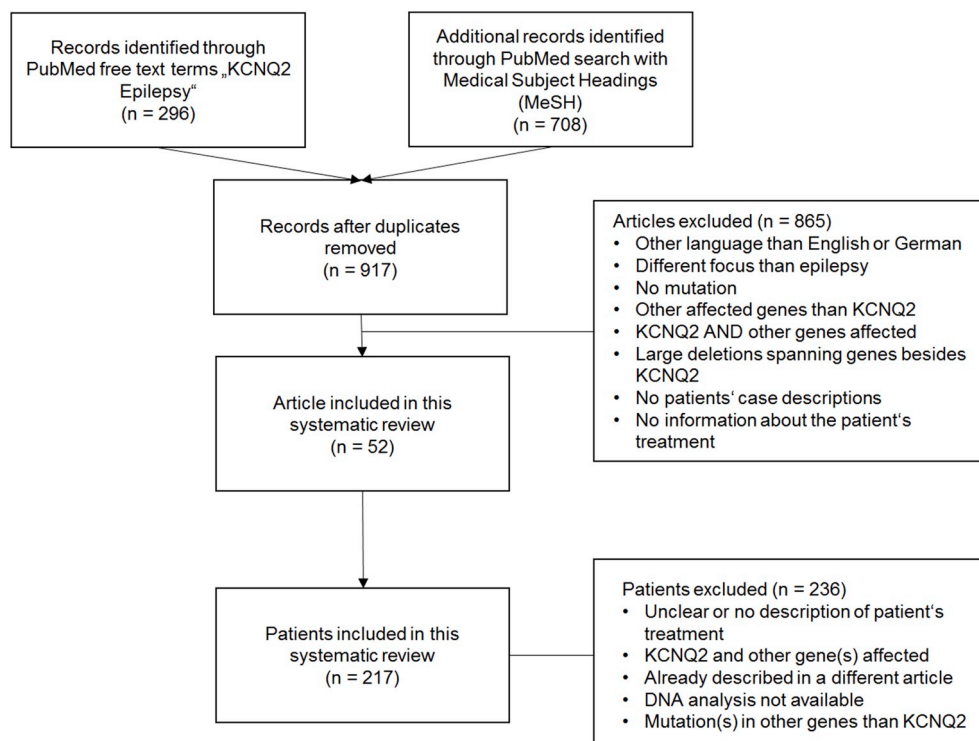 Records identified through
PubMed free text terms „KCNQ2
Epilepsy“
(n = 296)
Additional records identified
through PubMed search with
Medical Subject Headings
(MeSH)
(n = 708)
Records after duplicates
removed
(n = 917)
Articles excluded (n = 865)
• Other language than English or German
• Different focus than epilepsy
• No mutation
• Other affected genes than KCNQ2
• KCNQ2 AND other genes affected
• Large deletions spanning genes besides
KCNQ2
• No patients‘ case descriptions
• No information about the patient‘s
treatment
Article included in this
systematic review
(n = 52)
Patients included in this
systematic review
(n = 217)
Patients excluded (n = 236)
• Unclear or no description of patient‘s
treatment
• KCNQ2 and other gene(s) affected
• Already described in a different article
• DNA analysis not available
• Mutation(s) in other genes than KCNQ2